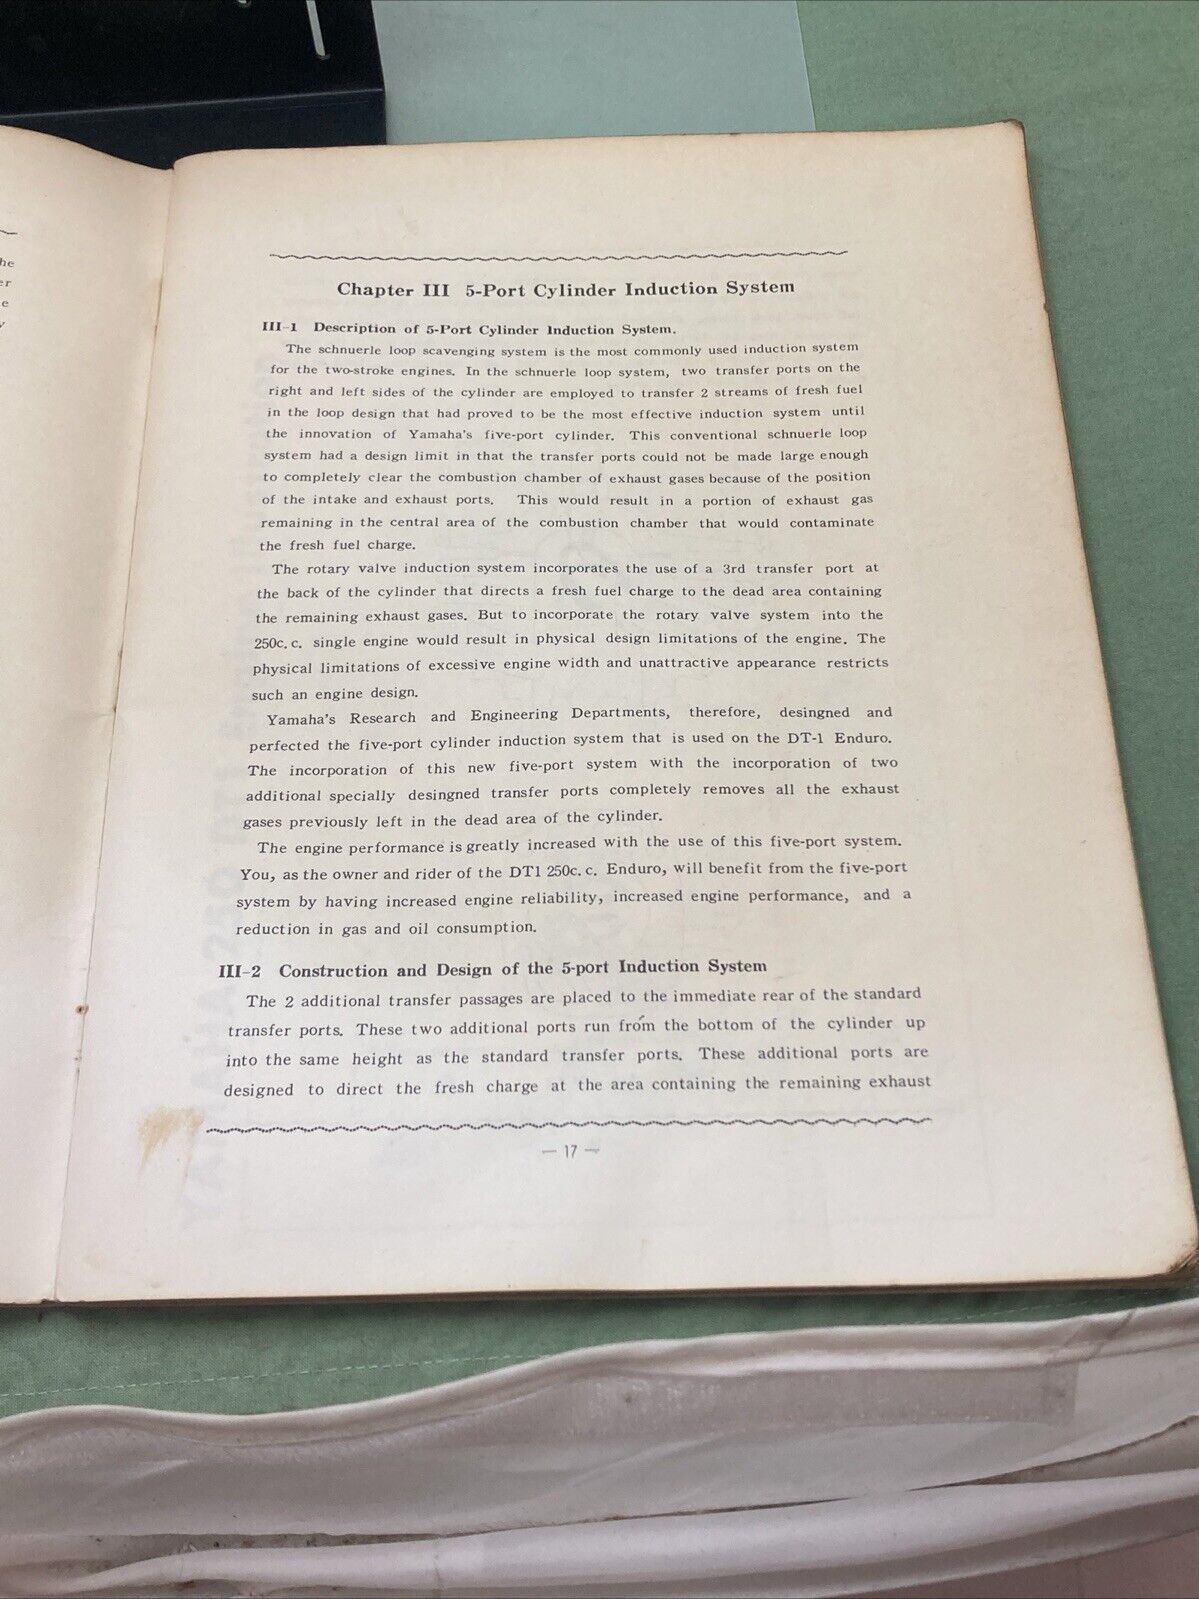 he
er
e
y
Chapter III 5-Port Cylinder Induction System
III-1 Description of 5-Port Cylinder Induction System.
The schnuerle loop scavenging system is the most commonly used induction system
for the two-stroke engines. In the schnuerle loop system, two transfer ports on the
right and left sides of the cylinder are employed to transfer 2 streams of fresh fuel
in the loop design that had proved to be the most effective induction system until
the innovation of Yamaha's five-port cylinder. This conventional schnuerle loop
system had a design limit in that the transfer ports could not be made large enough
to completely clear the combustion chamber of exhaust gases because of the position
of the intake and exhaust ports. This would result in a portion of exhaust gas
remaining in the central area of the combustion chamber that would contaminate
the fresh fuel charge.
The rotary valve induction system incorporates the use of a 3rd transfer port at
the back of the cylinder that directs a fresh fuel charge to the dead area containing
the remaining exhaust gases. But to incorporate the rotary valve system into the
250c.c. single engine would result in physical design limitations of the engine. The
physical limitations of excessive engine width and unattractive appearance restricts
such an engine design.
Yamaha's Research and Engineering Departments, therefore, desingned and
perfected the five-port cylinder induction system that is used on the DT-1 Enduro.
The incorporation of this new five-port system with the incorporation of two
additional specially desingned transfer ports completely removes all the exhaust
gases previously left in the dead area of the cylinder.
The engine performance is greatly increased with the use of this five-port system.
You, as the owner and rider of the DT1 250c.c. Enduro, will benefit from the five-port
system by having increased engine reliability, increased engine performance, and a
reduction in gas and oil consumption.
III-2 Construction and Design of the 5-port Induction System
The 2 additional transfer passages are placed to the immediate rear of the standard
transfer ports. These two additional ports run from the bottom of the cylinder up
into the same height as the standard transfer ports. These additional ports are
designed to direct the fresh charge at the area containing the remaining exhaust
— 17 —